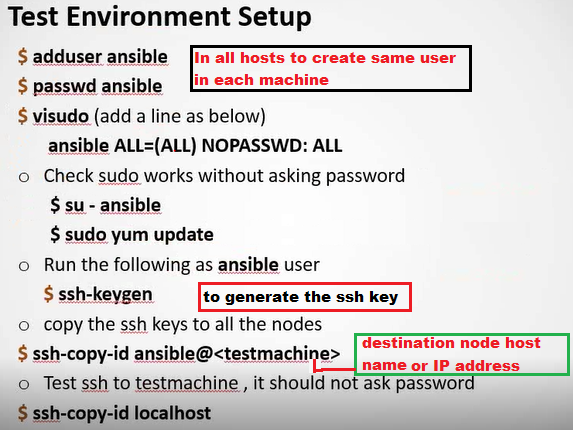 Test Environment Setup
$ adduser ansible
In all hosts to create same user
in each machine
$ passwd ansible
$ visudo (add a line as below)
ansible ALL=(ALL) NOPASSWD: ALL
o Check sudo works without asking password
$ su - ansible
$ sudo yum update
o Run the following as ansible user
$ ssh-keygen
to generate the ssh key
o copy the ssh keys to all the nodes
destination node host
name or IP address
$ ssh-copy-id ansible@<testmachine>
o Test ssh to testmachine , it should not ask password
$ ssh-copy-id localhost